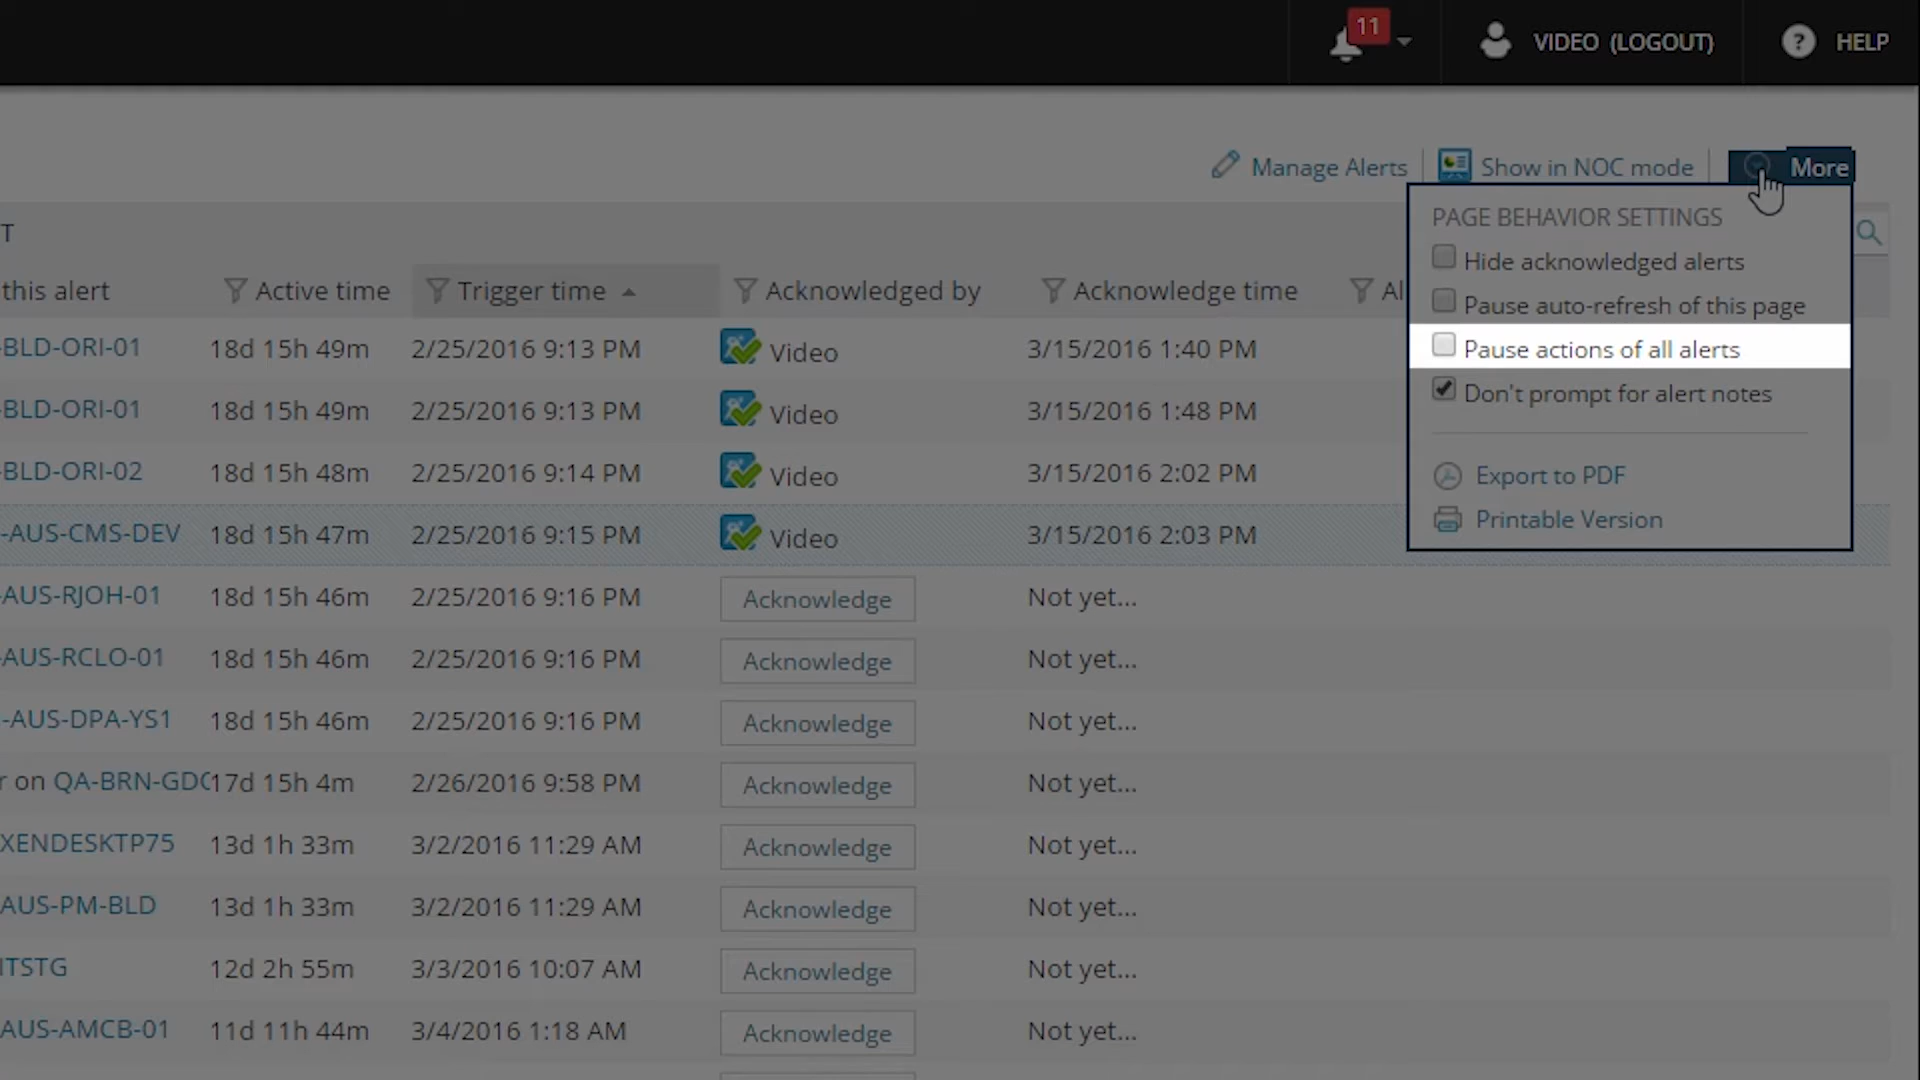 11
VIDEO (LOGOUT)
HELP
Manage Alerts
Show in NOC mode
More
PAGE BEHAVIOR SETTINGS
Hide acknowledged alerts
Pause auto-refresh of this page
Pause actions of all alerts
Don't prompt for alert notes
Export to PDF
Printable Version
T
this alert Active time Trigger time Acknowledged by Acknowledge time Al
-BLD-ORI-01 18d 15h 49m 2/25/2016 9:13 PM Video 3/15/2016 1:40 PM
-BLD-ORI-01 18d 15h 49m 2/25/2016 9:13 PM Video 3/15/2016 1:48 PM
-BLD-ORI-02 18d 15h 48m 2/25/2016 9:14 PM Video 3/15/2016 2:02 PM
-AUS-CMS-DEV 18d 15h 47m 2/25/2016 9:15 PM Video 3/15/2016 2:03 PM
-AUS-RJOH-01 18d 15h 46m 2/25/2016 9:16 PM Acknowledge Not yet...
AUS-RCLO-01 18d 15h 46m 2/25/2016 9:16 PM Acknowledge Not yet...
-AUS-DPA-YS1 18d 15h 46m 2/25/2016 9:16 PM Acknowledge Not yet...
r on QA-BRN-GDC 17d 15h 4m 2/26/2016 9:58 PM Acknowledge Not yet...
XENDESKTP75 13d 1h 33m 3/2/2016 11:29 AM Acknowledge Not yet...
AUS-PM-BLD 13d 1h 33m 3/2/2016 11:29 AM Acknowledge Not yet...
ITSTG 12d 2h 55m 3/3/2016 10:07 AM Acknowledge Not yet...
AUS-AMCB-01 11d 11h 44m 3/4/2016 1:18 AM Acknowledge Not yet...